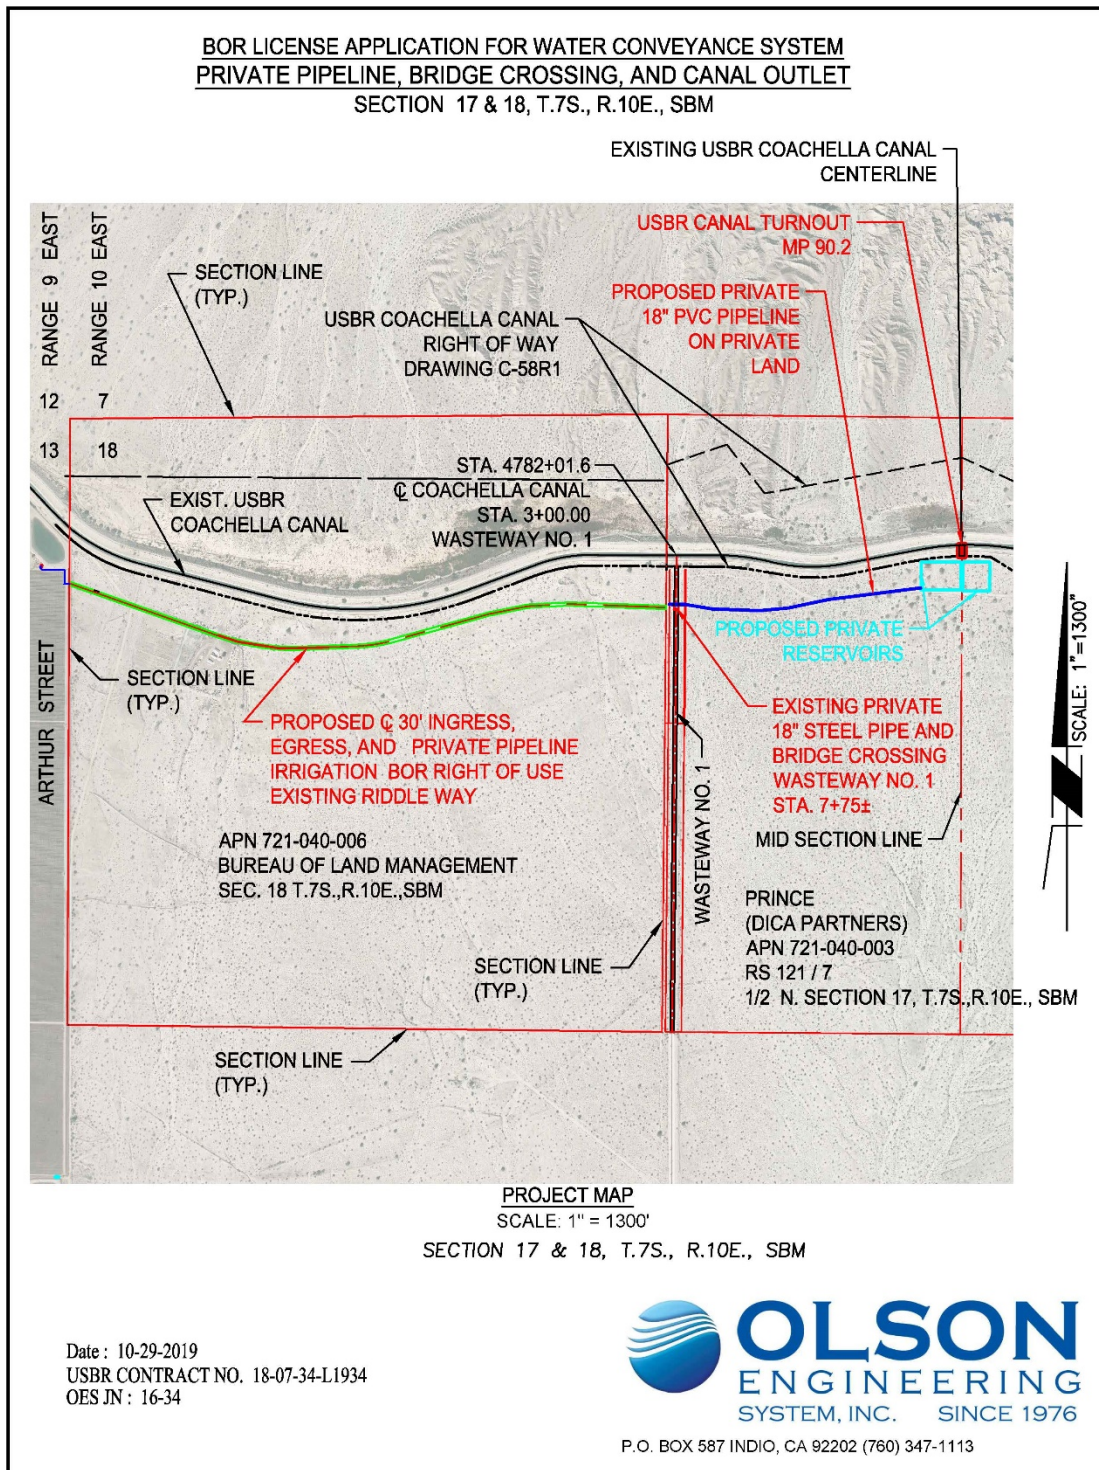 BOR LICENSE APPLICATION FOR WATER CONVEYANCE SYSTEM
PRIVATE PIPELINE, BRIDGE CROSSING, AND CANAL OUTLET
SECTION 17 & 18, T.7S., R.10E., SBM
EXISTING USBR COACHELLA CANAL
CENTERLINE
USBR CANAL TURNOUT
MP 90.2
RANGE 9 EAST
RANGE 10 EAST
SECTION LINE
(TYP.)
PROPOSED PRIVATE
18" PVC PIPELINE
ON PRIVATE
LAND
USBR COACHELLA CANAL
RIGHT OF WAY
DRAWING C-58R1
12
7
13
18
STA. 4782+01.6
℄ COACHELLA CANAL
STA. 3+00.00
WASTEWAY NO. 1
EXIST. USBR
COACHELLA CANAL
PROPOSED PRIVATE
RESERVOIRS
SCALE: 1"=1300"
ARTHUR STREET
SECTION LINE
(TYP.)
PROPOSED ℄ 30' INGRESS,
EGRESS, AND PRIVATE PIPELINE
IRRIGATION BOR RIGHT OF USE
EXISTING RIDDLE WAY
EXISTING PRIVATE
18" STEEL PIPE AND
BRIDGE CROSSING
WASTEWAY NO. 1
STA. 7+75±
WASTEWAY NO. 1
MID SECTION LINE
APN 721-040-006
BUREAU OF LAND MANAGEMENT
SEC. 18 T.7S.,R.10E.,SBM
PRINCE
(DICA PARTNERS)
APN 721-040-003
RS 121 / 7
1/2 N. SECTION 17, T.7S.,R.10E., SBM
SECTION LINE
(TYP.)
SECTION LINE
(TYP.)
PROJECT MAP
SCALE: 1" = 1300'
SECTION 17 & 18, T.7S., R.10E., SBM
Date : 10-29-2019
USBR CONTRACT NO. 18-07-34-L1934
OES JN : 16-34
OLSON
ENGINEERING
SYSTEM, INC. SINCE 1976
P.O. BOX 587 INDIO, CA 92202 (760) 347-1113